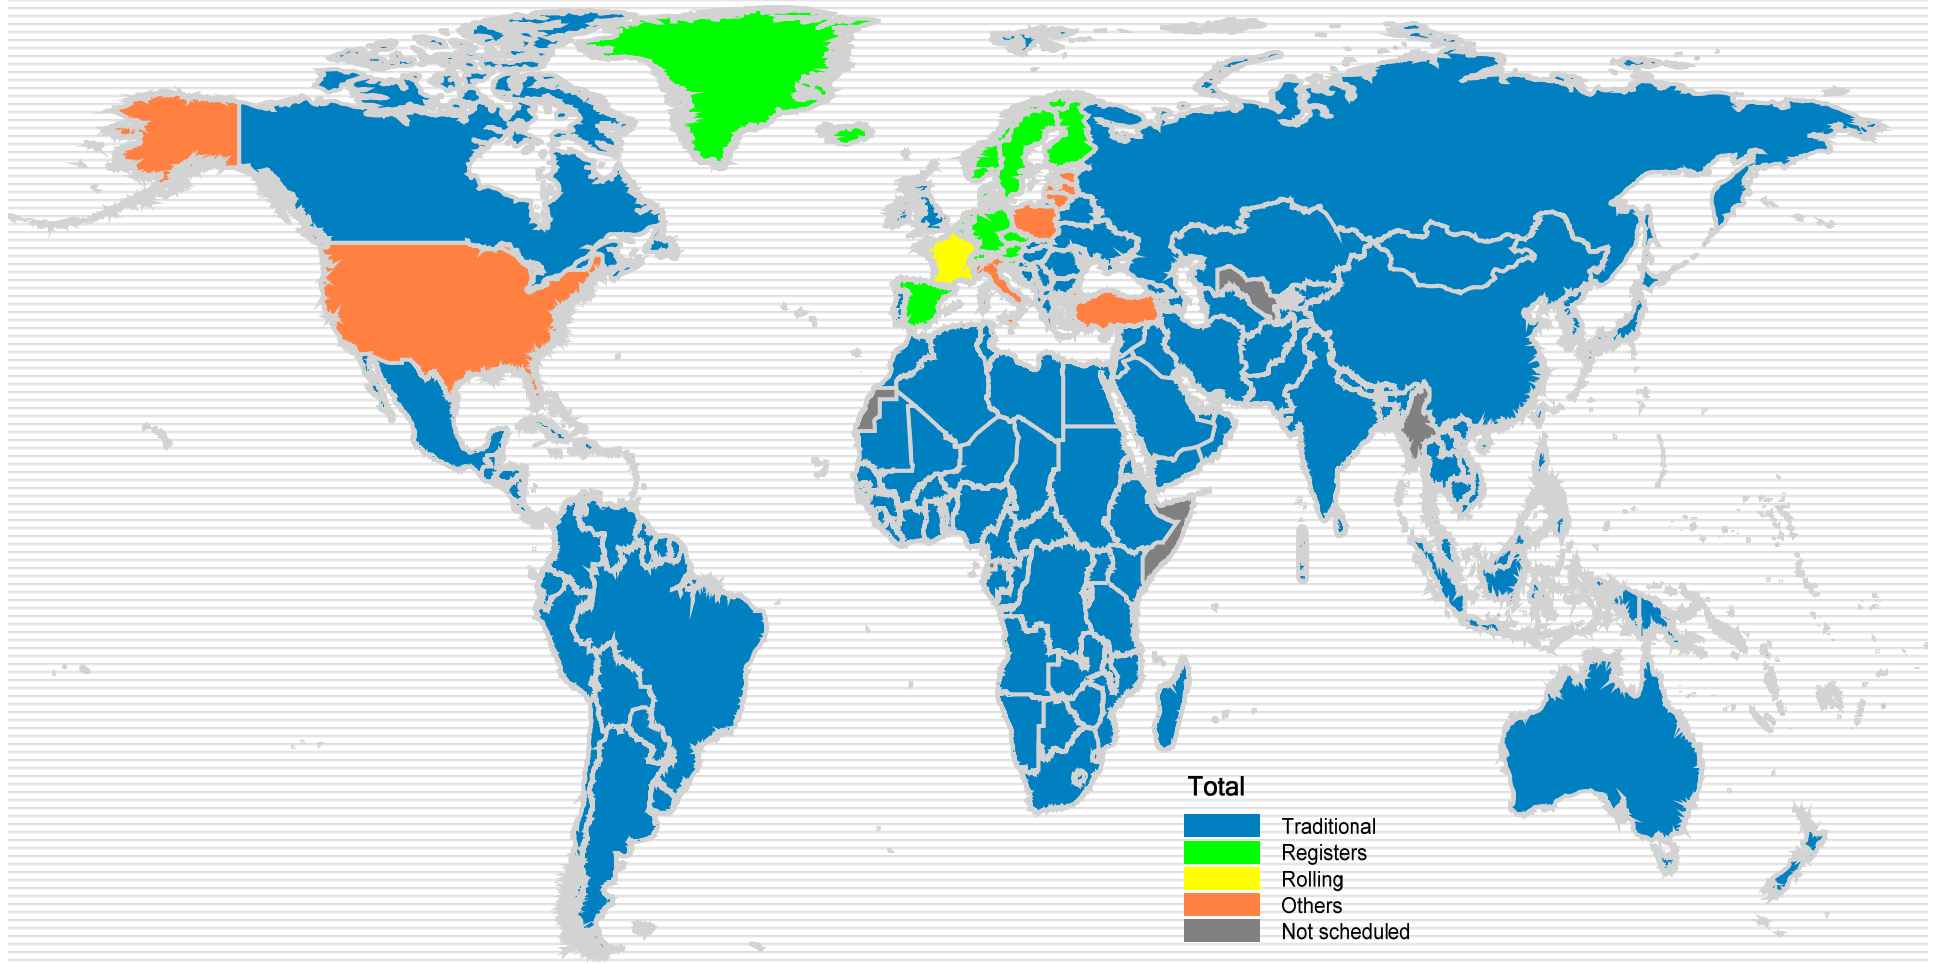 Total
Traditional
Registers
Rolling
Others
Not scheduled